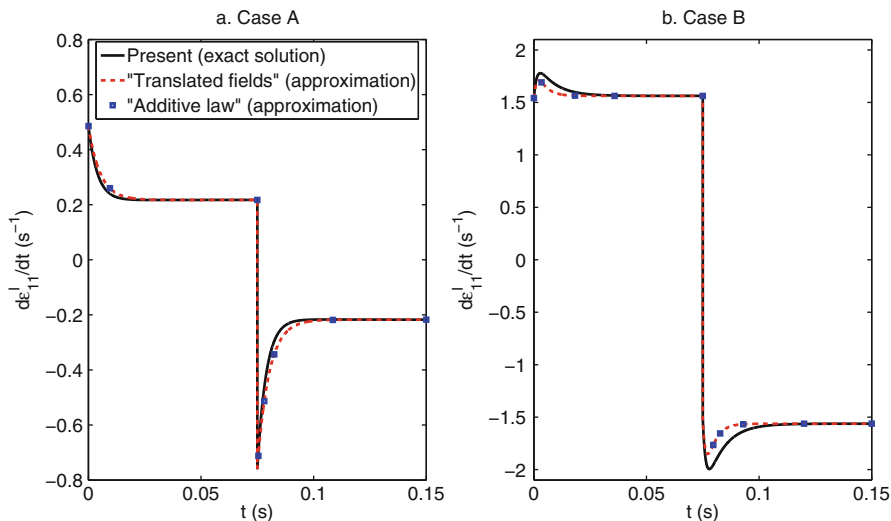 a. Case A
0.8
0.6
0.4
0.2
0
−0.2
−0.4
−0.6
−0.8
dε̇ᴵ₁₁/dt (s⁻¹)
Present (exact solution)
"Translated fields" (approximation)
"Additive law" (approximation)
0
0.05
0.1
0.15
t (s)
b. Case B
2
1.5
1
0.5
0
−0.5
−1
−1.5
−2
dε̇ᴵ₁₁/dt (s⁻¹)
0
0.05
0.1
0.15
t (s)